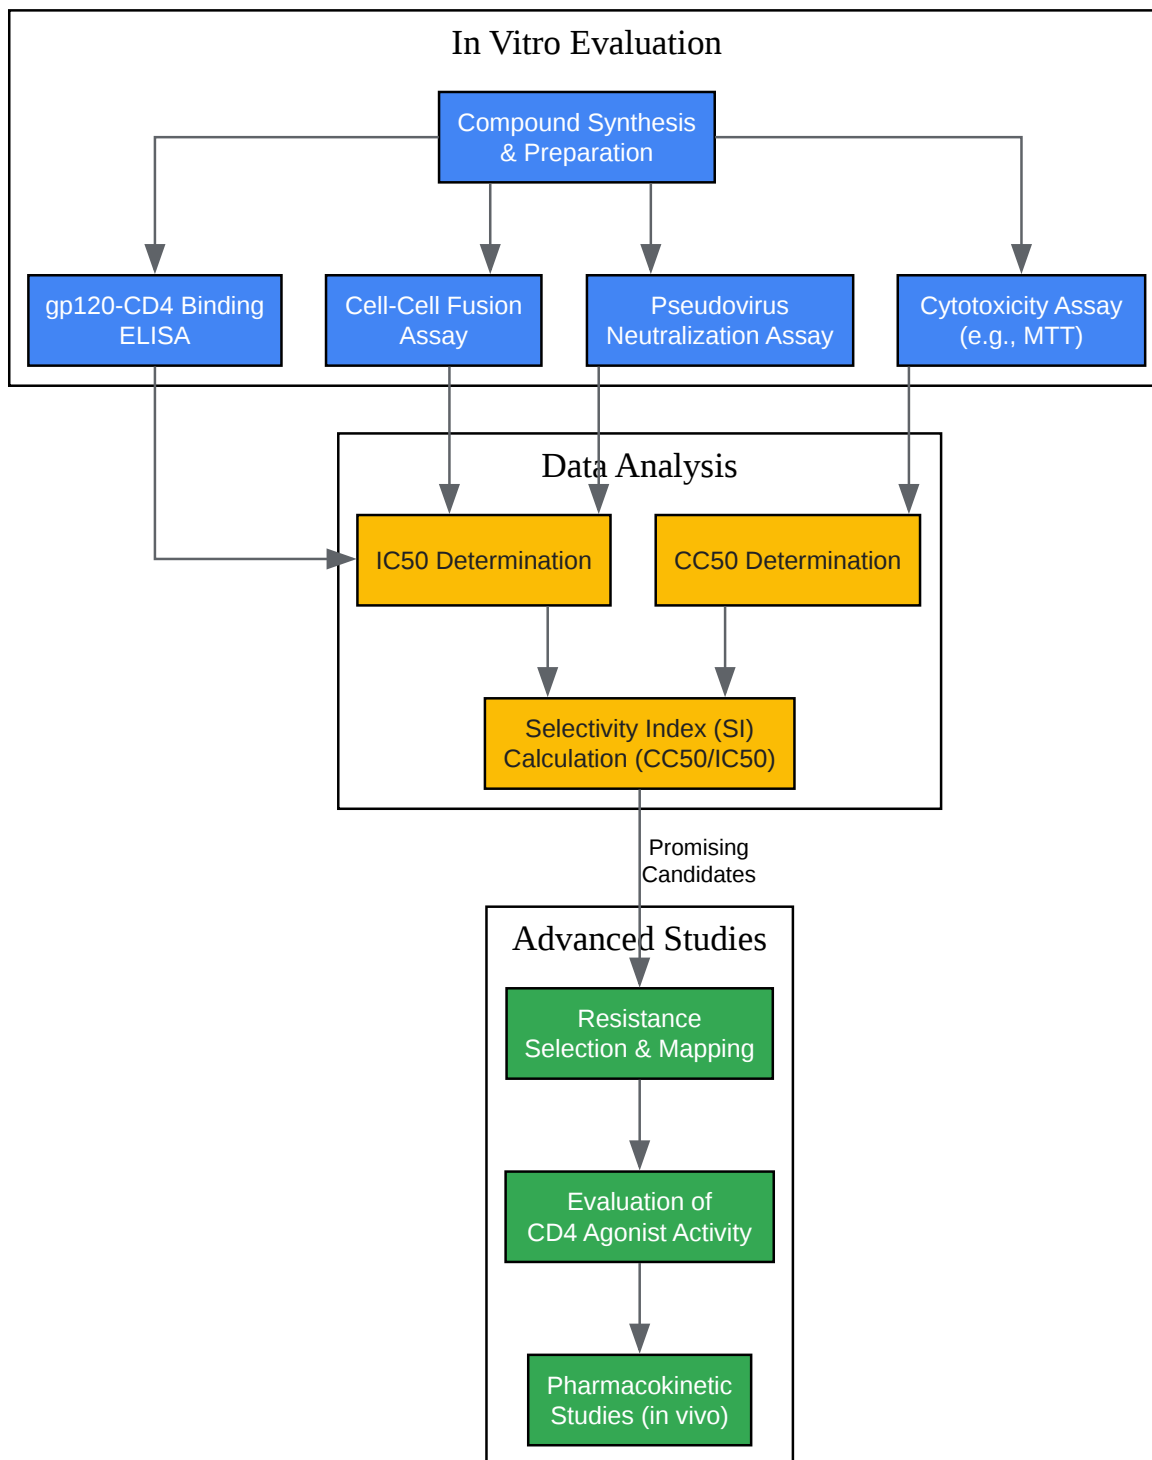 In Vitro Evaluation
Compound Synthesis
& Preparation
gp120-CD4 Binding
ELISA
Cell-Cell Fusion
Assay
Pseudovirus
Neutralization Assay
Cytotoxicity Assay
(e.g., MTT)
Data Analysis
IC50 Determination
CC50 Determination
Selectivity Index (SI)
Calculation (CC50/IC50)
Promising
Candidates
Advanced Studies
Resistance
Selection & Mapping
Evaluation of
CD4 Agonist Activity
Pharmacokinetic
Studies (in vivo)